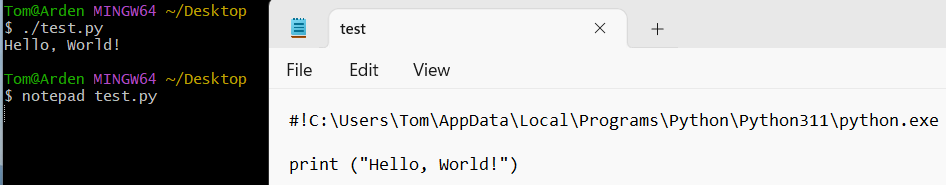 Tom@Arden MINGW64 ~/Desktop
$ ./test.py
Hello, World!
Tom@Arden MINGW64 ~/Desktop
$ notepad test.py
test
File Edit View
#!C:\Users\Tom\AppData\Local\Programs\Python\Python311\python.exe
print ("Hello, World!")